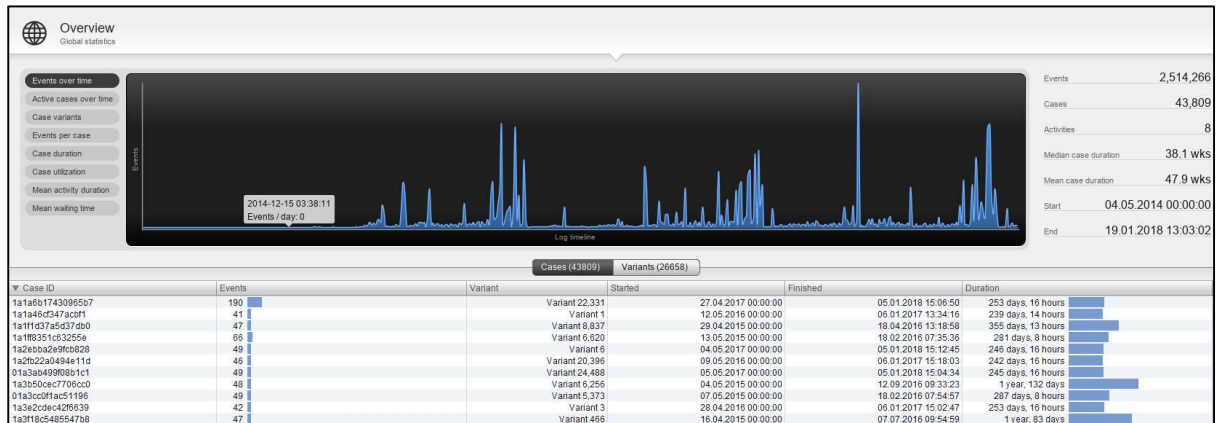 Overview
Global statistics
Events over time
Active cases over time
Case variants
Events per case
Case duration
Case utilization
Mean activity duration
Mean waiting time
Events
2014-12-15 03:38:11
Events / day: 0
Log timeline
Events 2,514,266
Cases 43,809
Activities 8
Median case duration 38.1 wks
Mean case duration 47.9 wks
Start 04.05.2014 00:00:00
End 19.01.2018 13:03:02
Cases (43809) Variants (26658)
▼ Case ID Events Variant Started Finished Duration
1a1a6b17430965b7 190 Variant 22,331 27.04.2017 00:00:00 05.01.2018 15:06:50 253 days, 16 hours
1a1a46cf347acbf1 41 Variant 1 12.05.2016 00:00:00 06.01.2017 13:34:16 239 days, 14 hours
1a1f1d37a5d37db0 47 Variant 8,837 29.04.2015 00:00:00 18.04.2016 13:18:58 355 days, 13 hours
1a1ff8351c63255e 66 Variant 6,620 13.05.2015 00:00:00 18.02.2016 07:35:36 281 days, 8 hours
1a2ebba2e9fcb828 49 Variant 6 04.05.2017 00:00:00 05.01.2018 15:12:45 246 days, 16 hours
1a2fb22a0494e11d 46 Variant 20,396 09.05.2016 00:00:00 06.01.2017 15:18:03 242 days, 16 hours
01a3ab499f08b1c1 49 Variant 24,488 05.05.2017 00:00:00 05.01.2018 15:04:34 245 days, 16 hours
1a3b50cec7706cc0 48 Variant 6,256 04.05.2015 00:00:00 12.09.2016 09:33:23 1 year, 132 days
01a3cc0f1ac51196 49 Variant 5,373 07.05.2015 00:00:00 18.02.2016 07:54:57 287 days, 8 hours
1a3e2cdec42f6639 42 Variant 3 28.04.2016 00:00:00 06.01.2017 15:02:47 253 days, 16 hours
1a3f18c5485547b8 47 Variant 466 16.04.2015 00:00:00 07.07.2016 09:54:59 1 year, 83 days